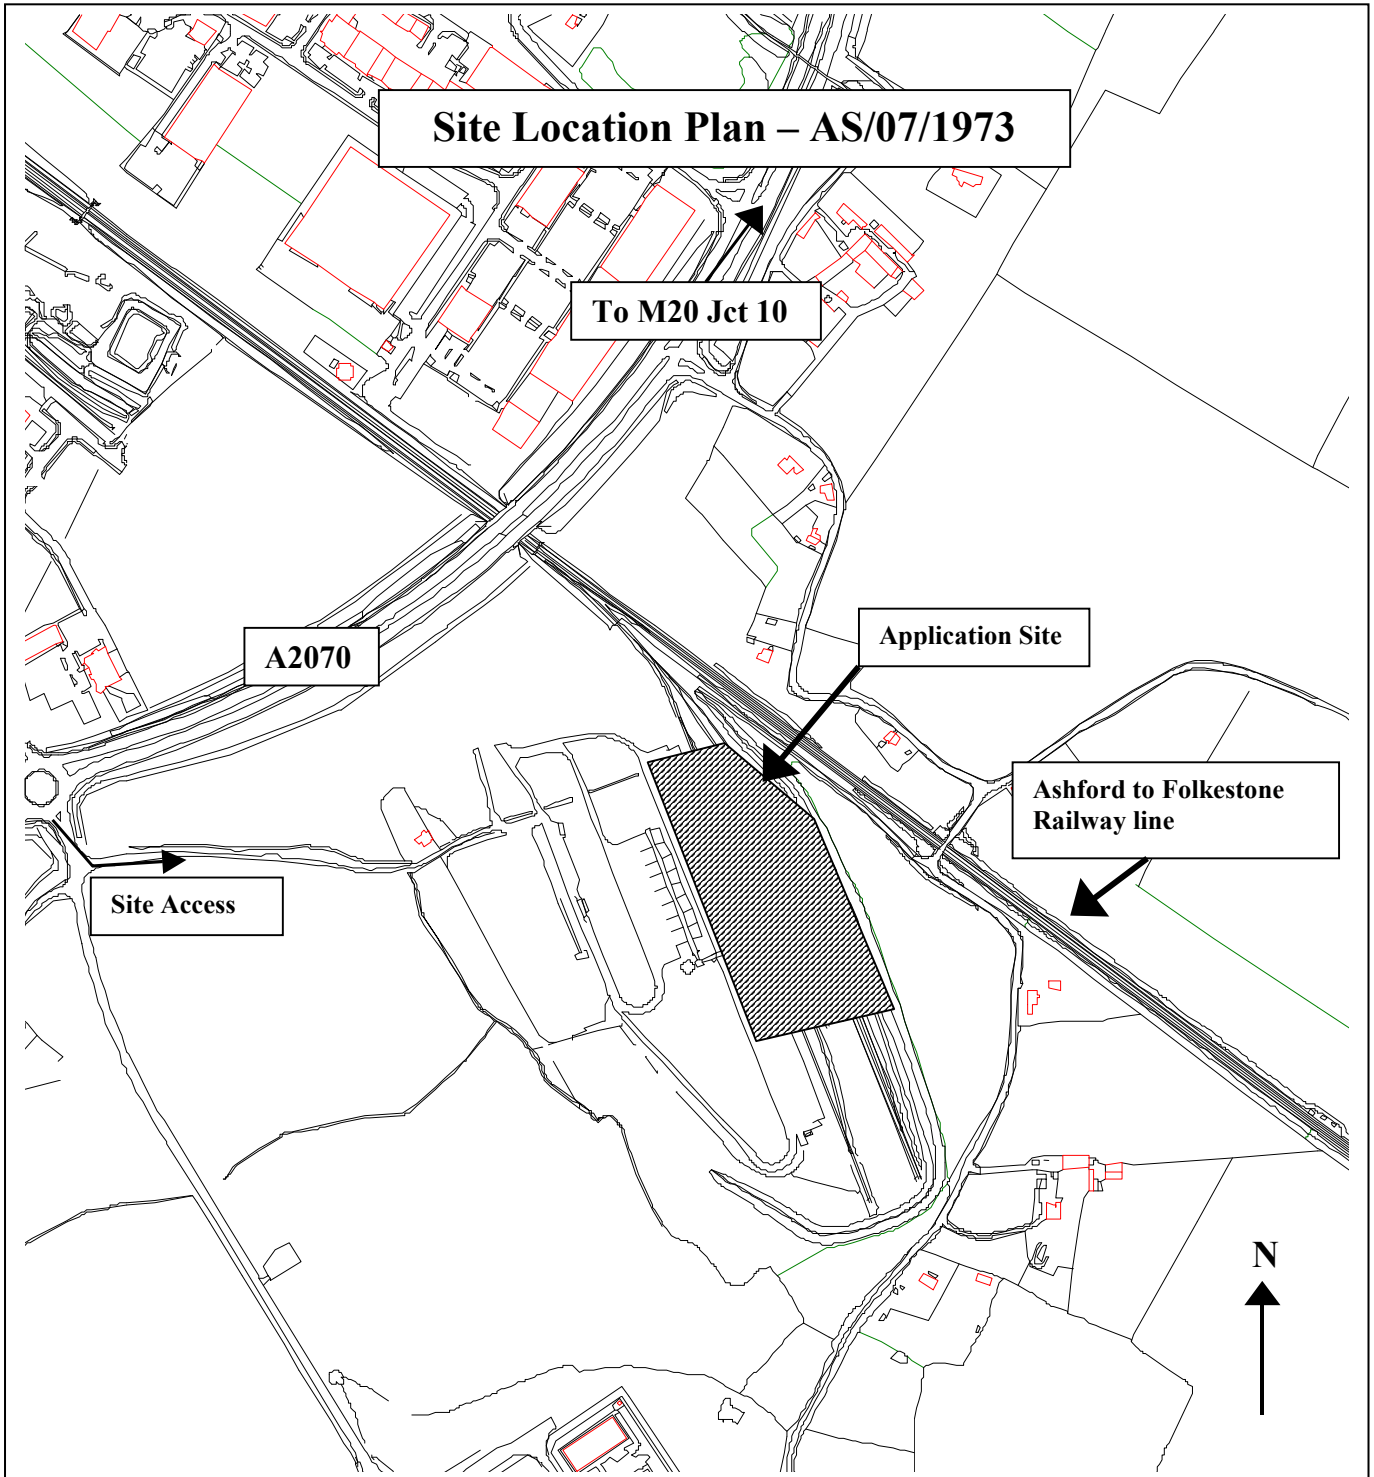 Site Location Plan – AS/07/1973
To M20 Jct 10
Application Site
A2070
Ashford to Folkestone
Railway line
Site Access
N